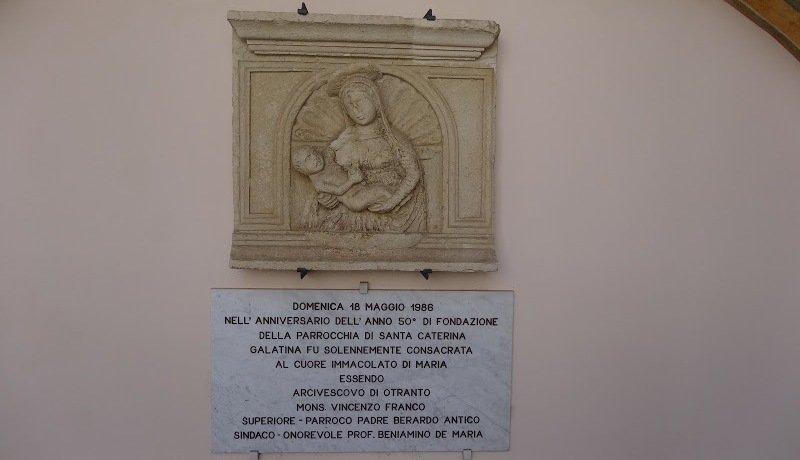 DOMENICA 18 MAGGIO 1986
NELL' ANNIVERSARIO DELL' ANNO 50° DI FONDAZIONE
DELLA PARROCCHIA DI SANTA CATERINA
GALATINA FU SOLENNEMENTE CONSACRATA
AL CUORE IMMACOLATO DI MARIA
ESSENDO
ARCIVESCOVO DI OTRANTO
MONS. VINCENZO FRANCO
SUPERIORE - PARROCO PADRE BERARDO ANTICO
SINDACO - ONOREVOLE PROF. BENIAMINO DE MARIA